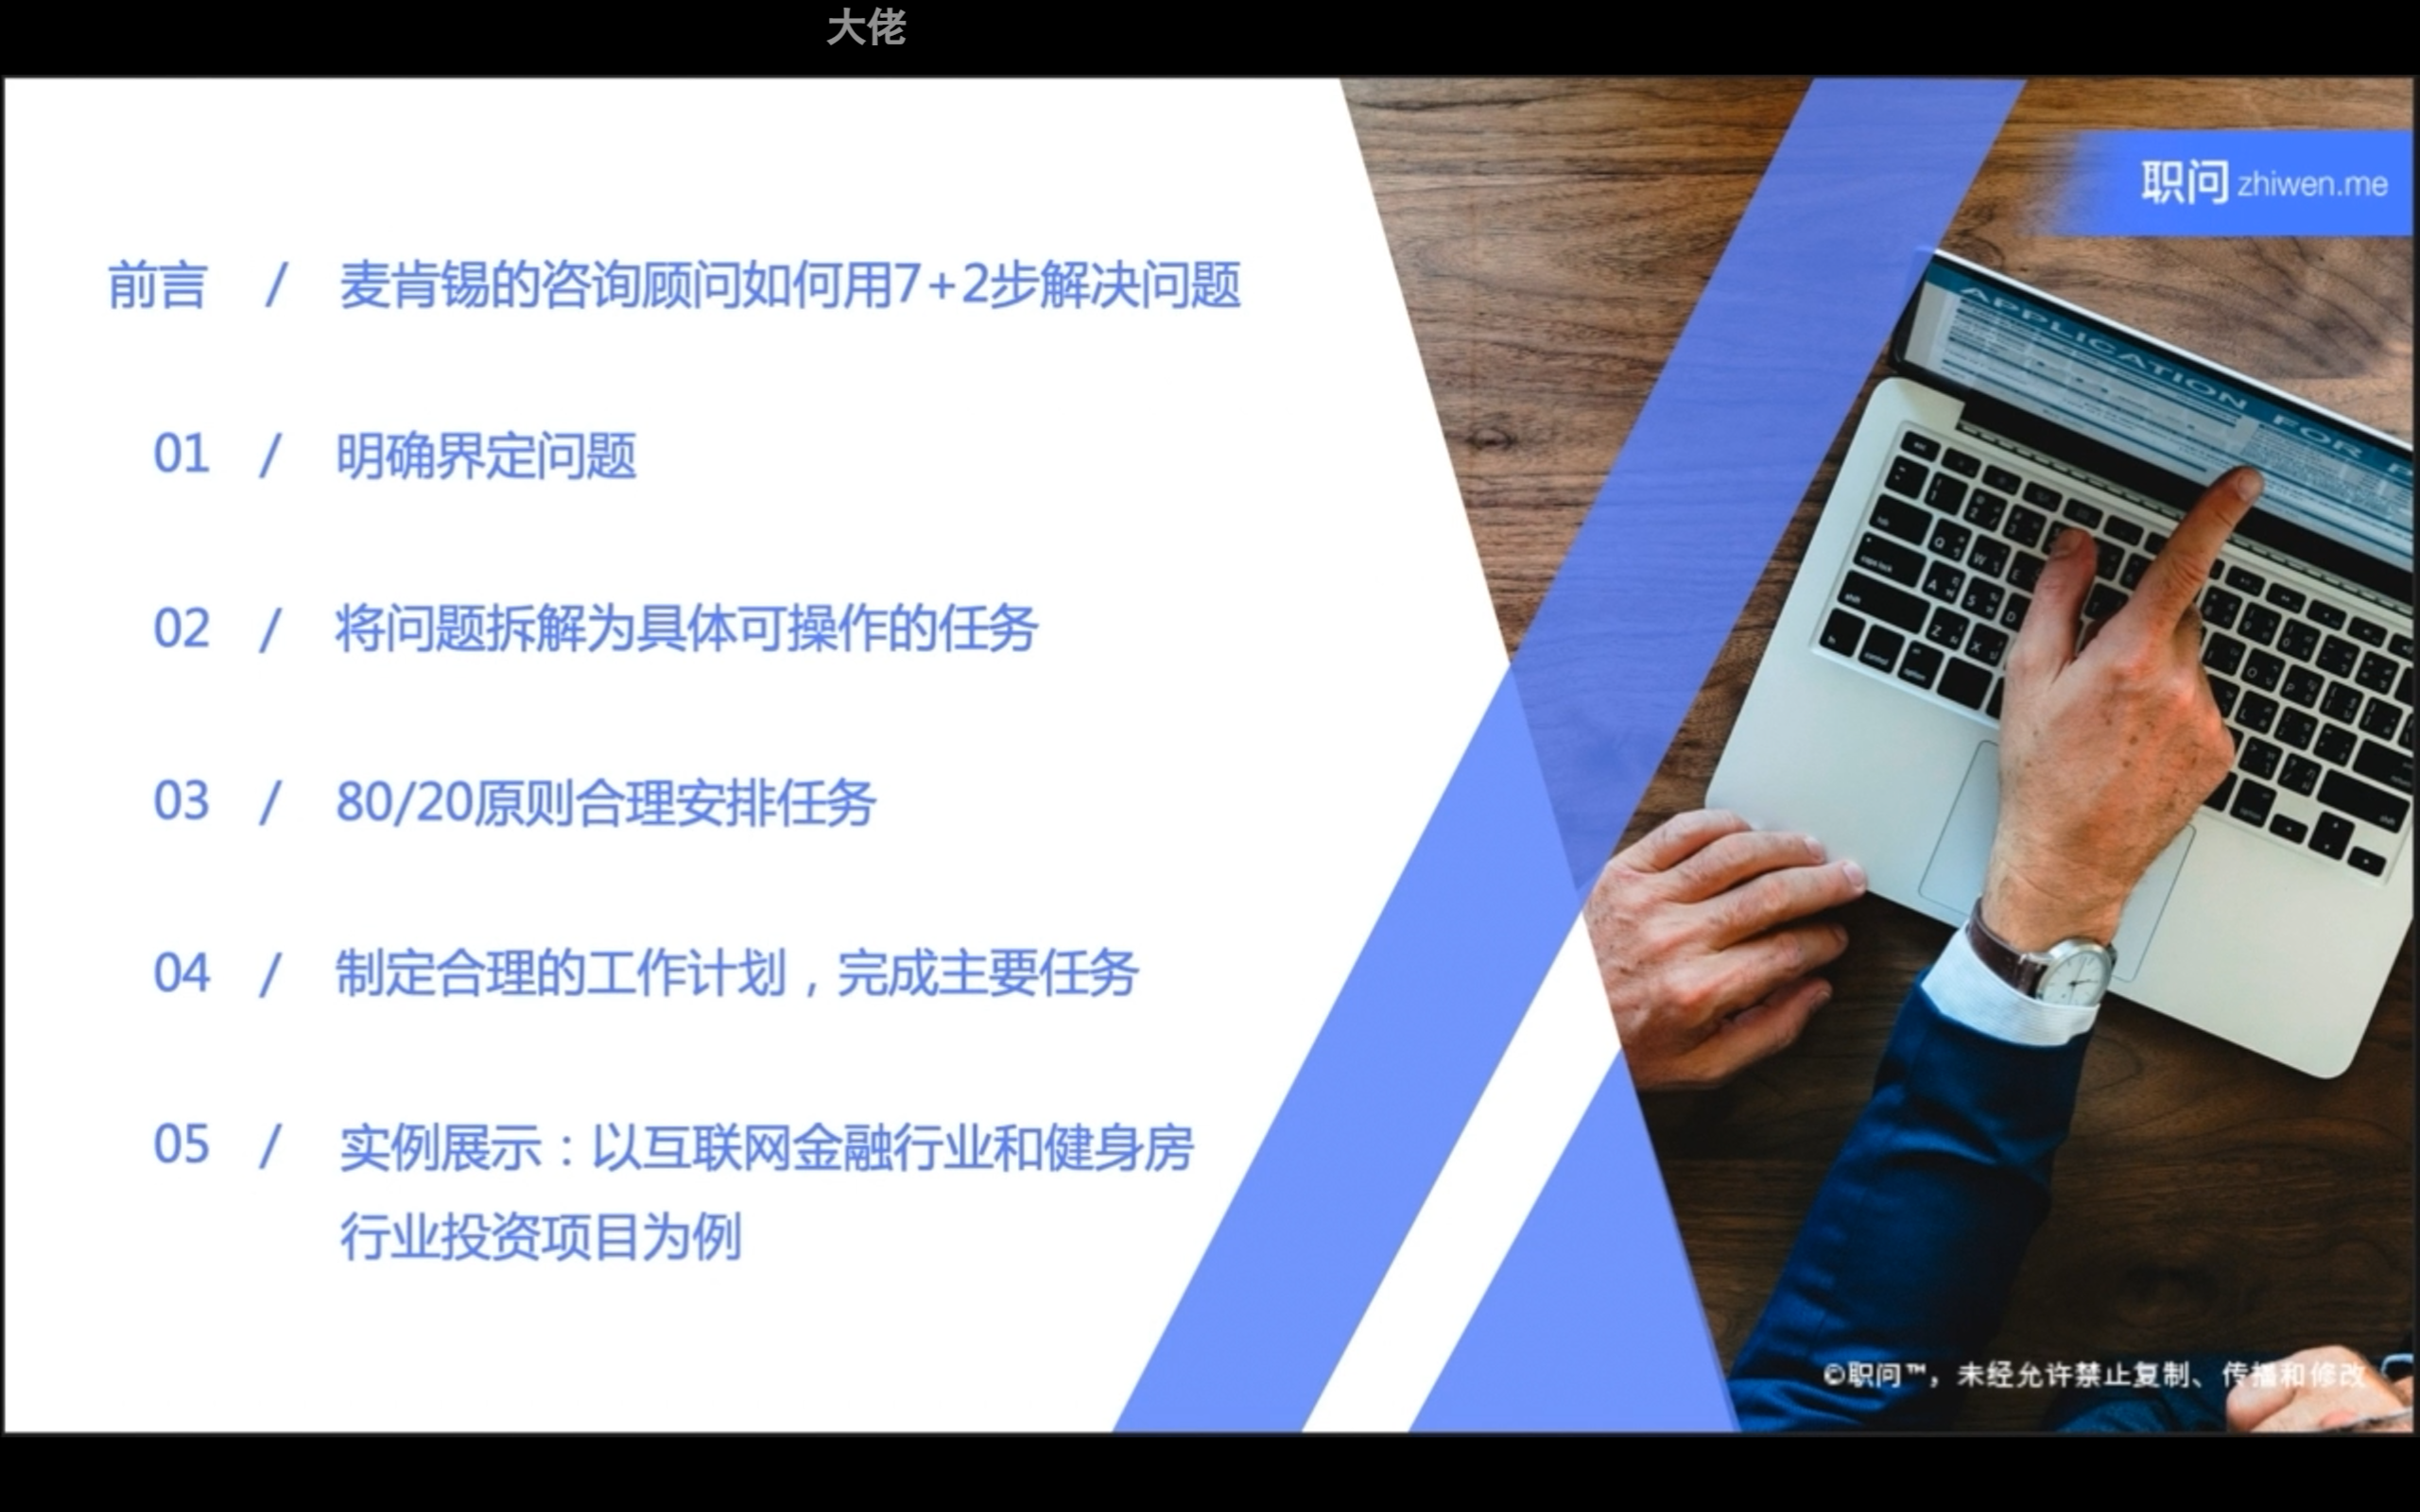 大佬
职问 zhiwen.me
前言 / 麦肯锡的咨询顾问如何用7+2步解决问题
01 / 明确界定问题
02 / 将问题拆解为具体可操作的任务
03 / 80/20原则合理安排任务
04 / 制定合理的工作计划，完成主要任务
05 / 实例展示：以互联网金融行业和健身房
行业投资项目为例
APPLICATION FOR P
©职问™，未经允许禁止复制、传播和修改